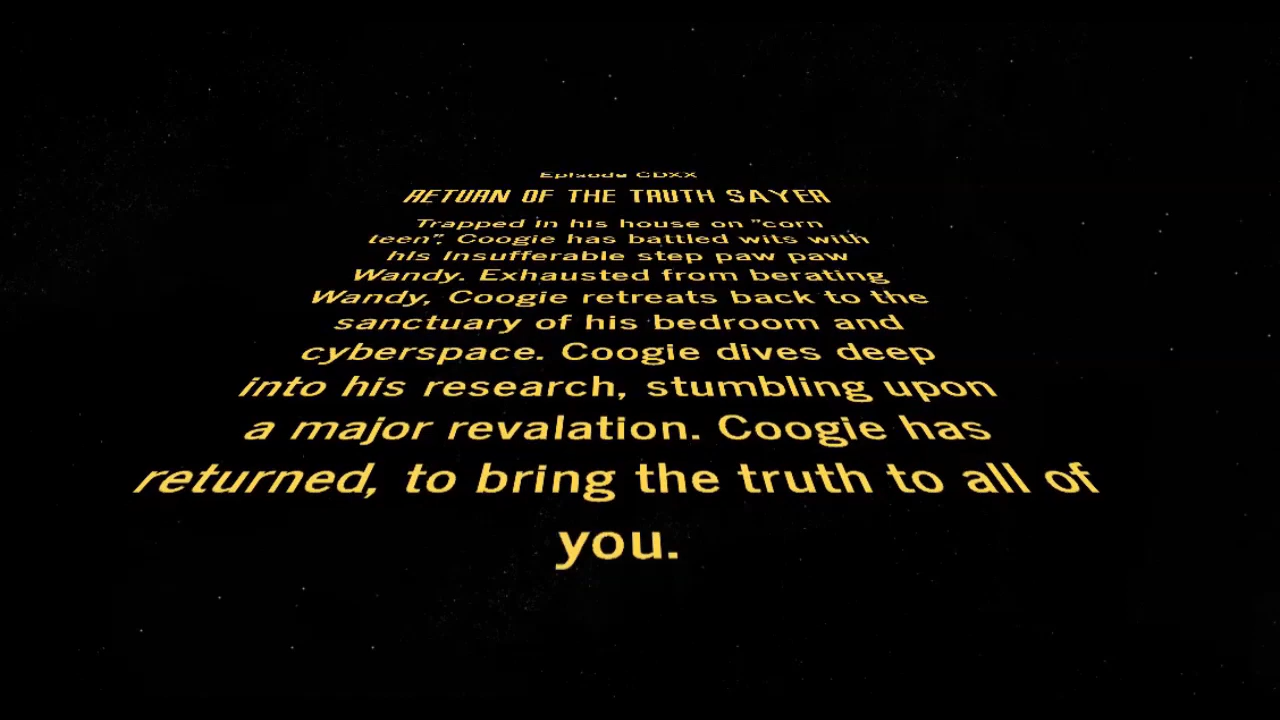 Episode CDXX
RETURN OF THE TRUTH SAYER
Trapped in his house on "corn
teen", Coogie has battled wits with
his insufferable step paw paw
Wandy. Exhausted from berating
Wandy, Coogie retreats back to the
sanctuary of his bedroom and
cyberspace. Coogie dives deep
into his research, stumbling upon
a major revalation. Coogie has
returned, to bring the truth to all of
you.